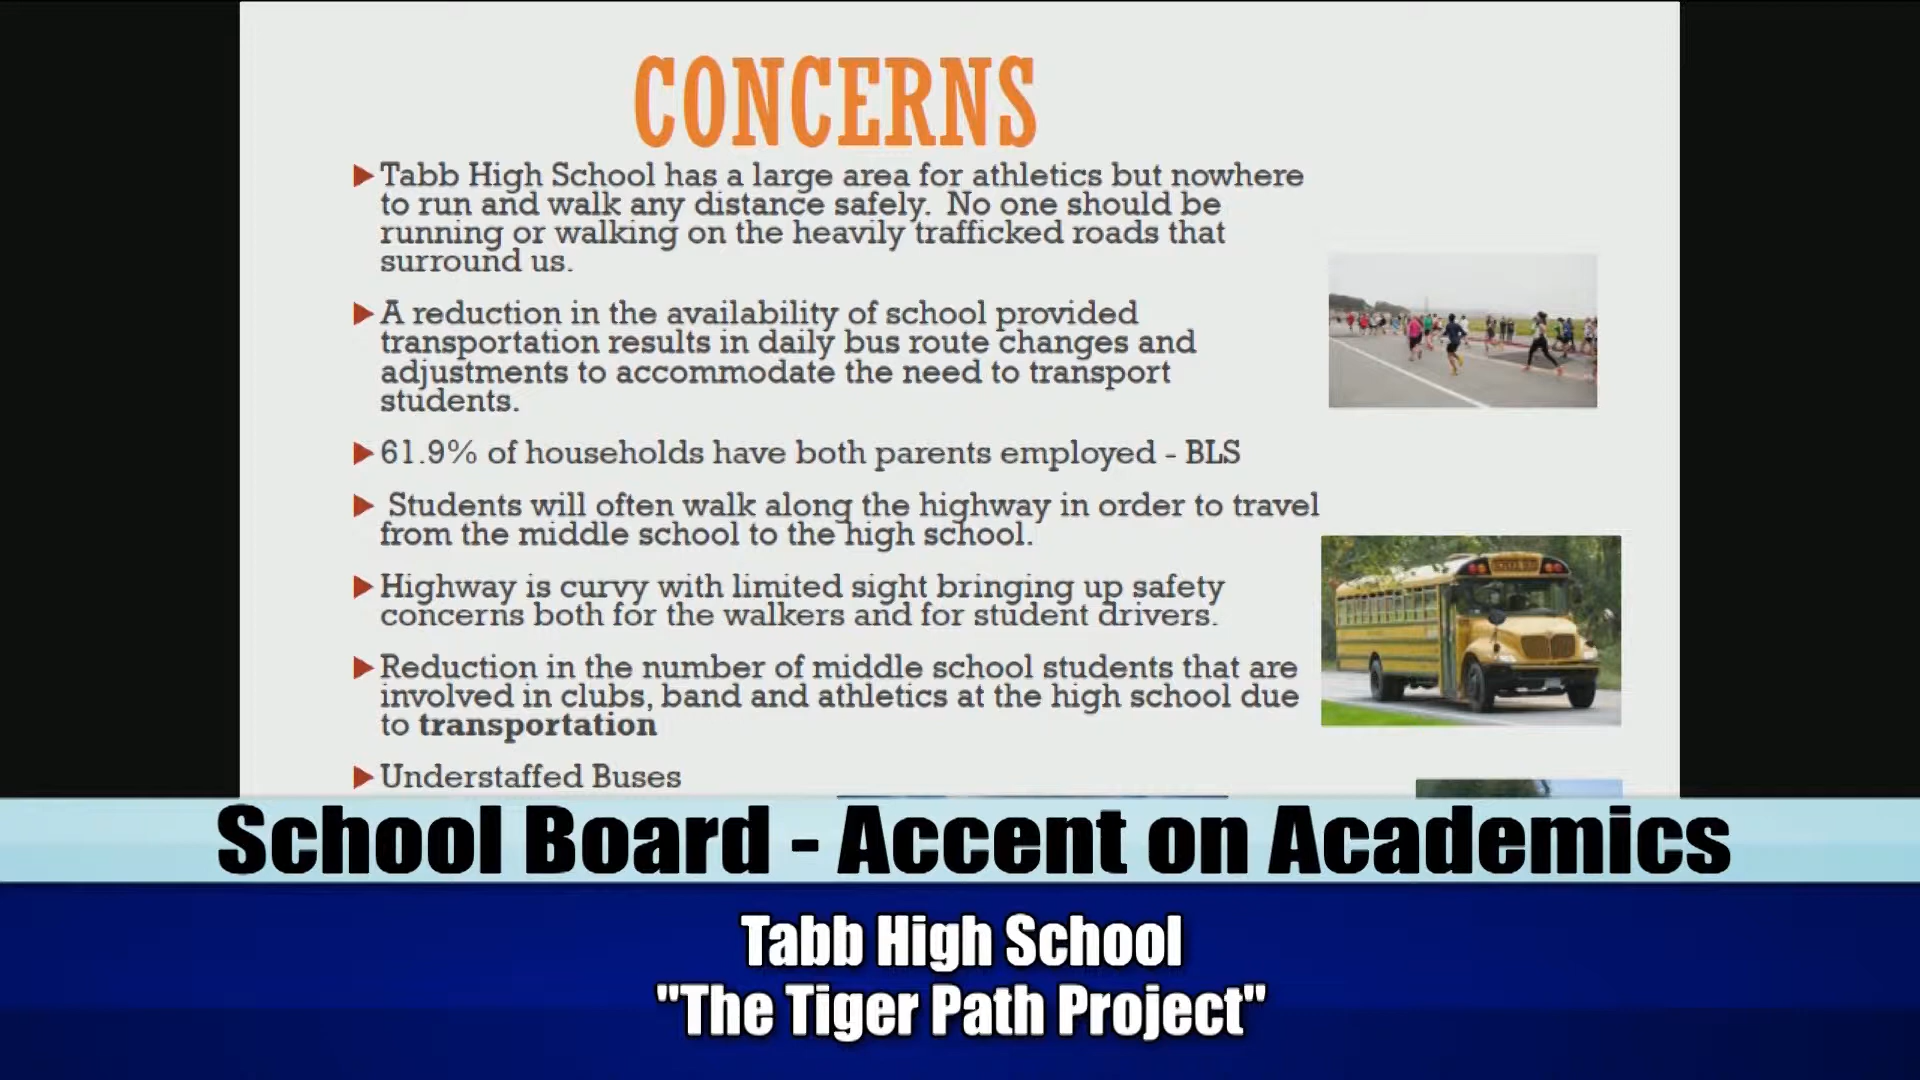 CONCERNS
Tabb High School has a large area for athletics but nowhere
to run and walk any distance safely. No one should be
running or walking on the heavily trafficked roads that
surround us.
A reduction in the availability of school provided
transportation results in daily bus route changes and
adjustments to accommodate the need to transport
students.
61.9% of households have both parents employed - BLS
Students will often walk along the highway in order to travel
from the middle school to the high school.
Highway is curvy with limited sight bringing up safety
concerns both for the walkers and for student drivers.
Reduction in the number of middle school students that are
involved in clubs, band and athletics at the high school due
to transportation
Understaffed Buses
SCHOOL BUS
School Board - Accent on Academics
Tabb High School
"The Tiger Path Project"